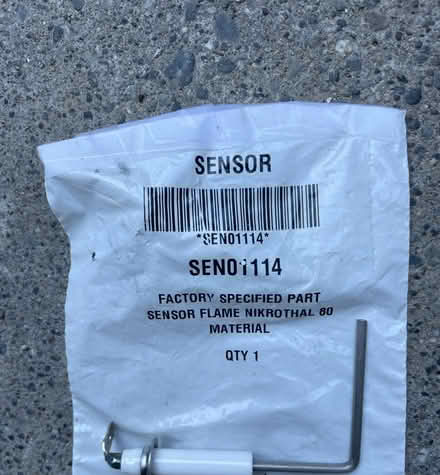 SENSOR
*SEN01114*
SEN01114
FACTORY SPECIFIED PART
SENSOR FLAME NIKROTHAL 80
MATERIAL
QTY 1